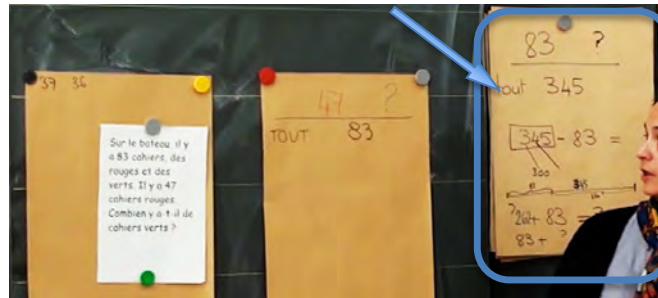 37 36
Sur le bateau, il y
a 83 cahiers, des
rouges et des
verts. Il y a 47
cahiers rouges.
Combien y a-t-il de
cahiers verts ?
47 ?
TOUT 83
83 ?
tout 345
345 - 83 =
300
345
? 83 = ?
83 + ?